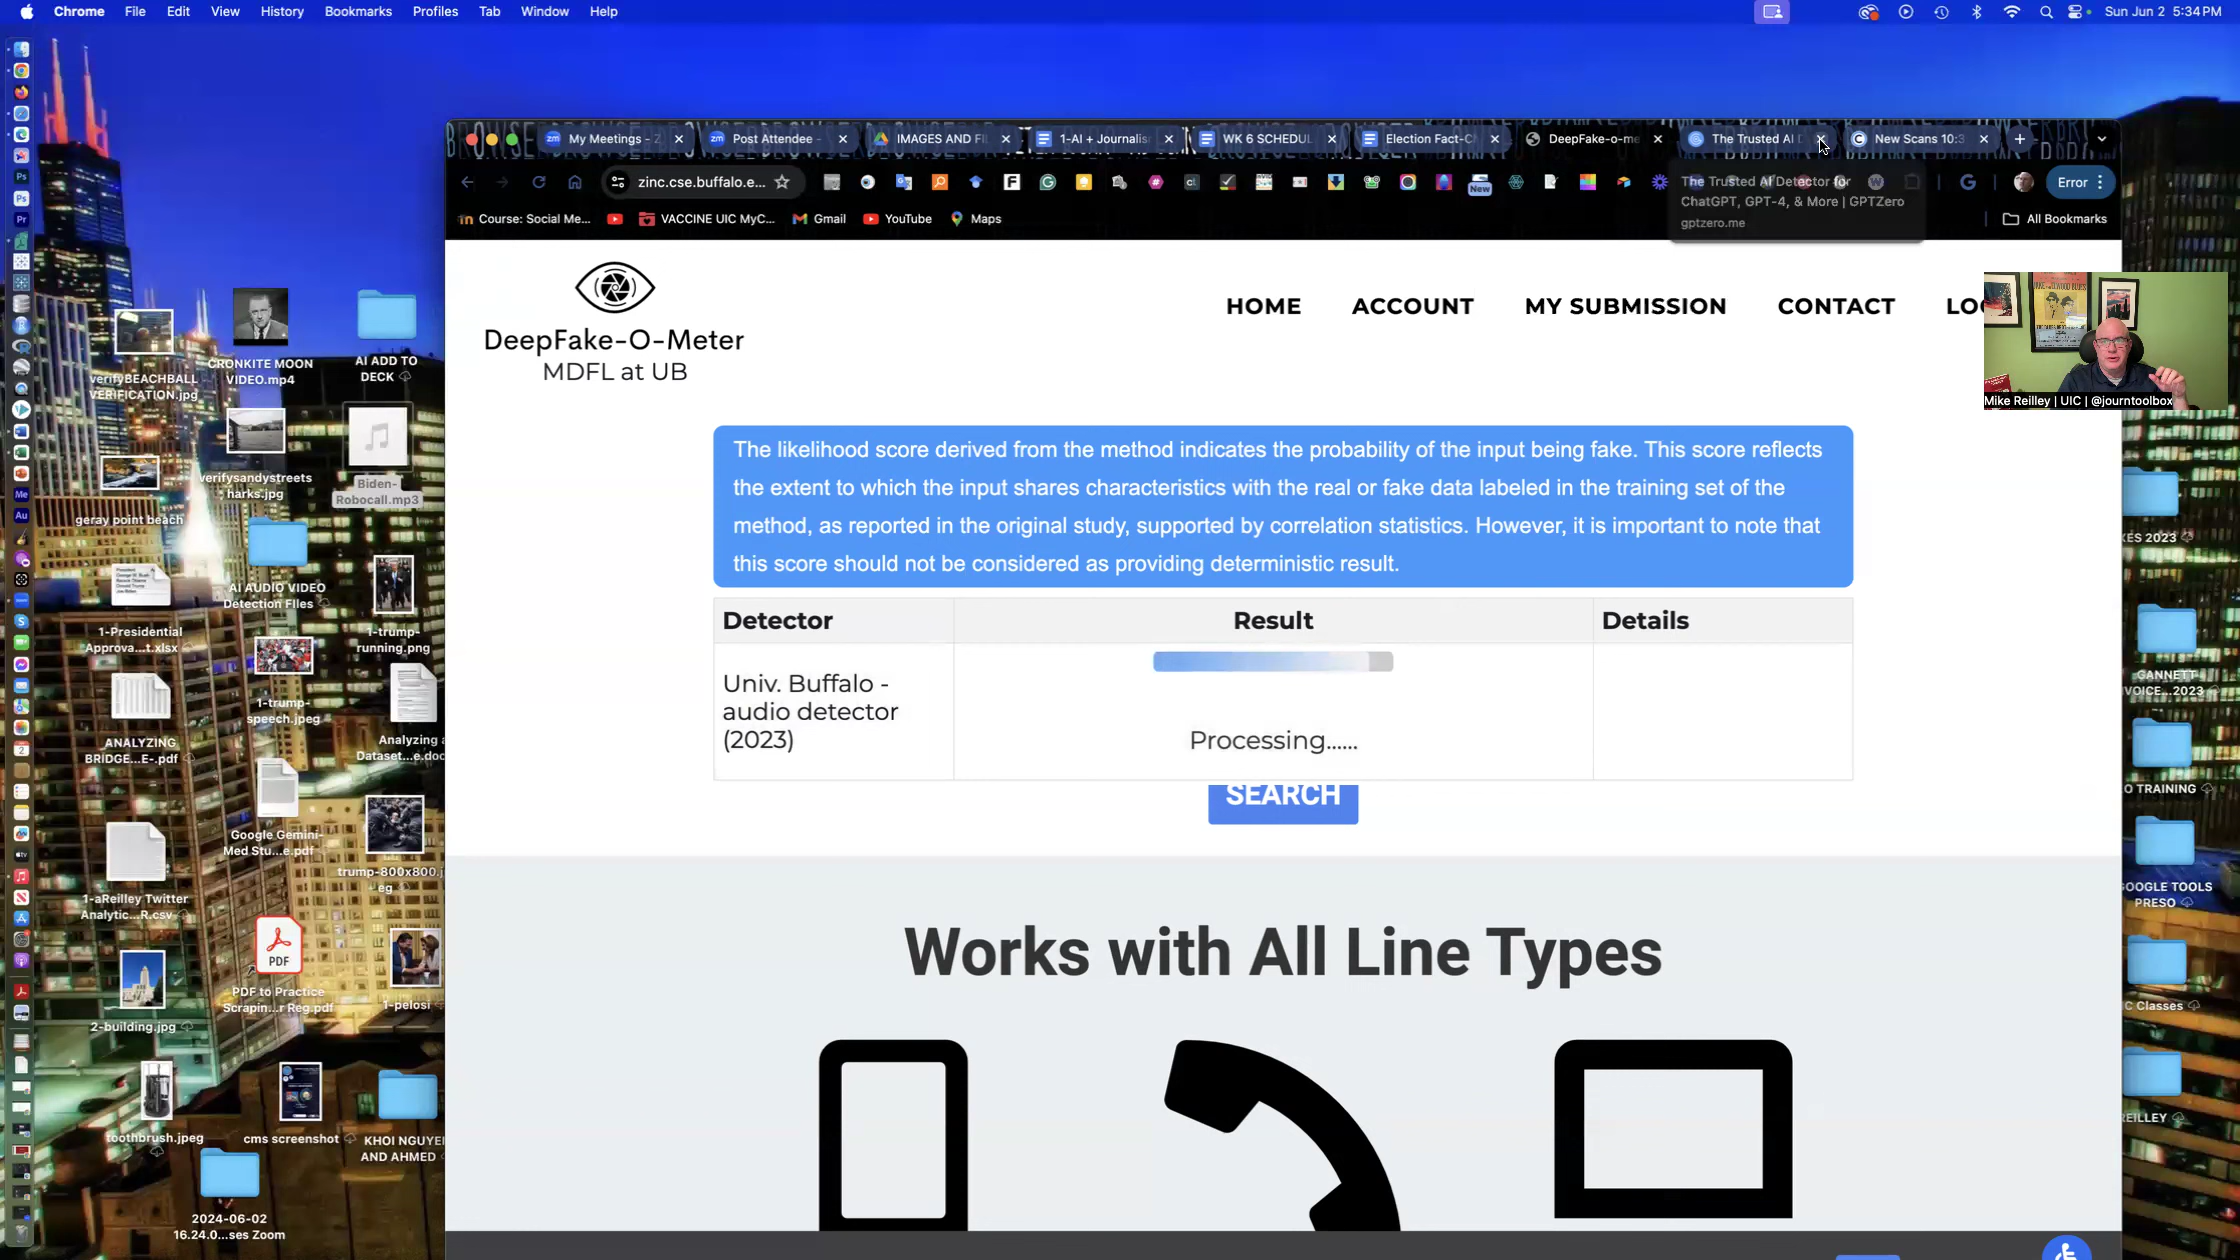 Chrome File Edit View History Bookmarks Profiles Tab Window Help
Sun Jun 2 5:34 PM
My Meetings - Z
Post Attendee -
IMAGES AND FI
1-AI + Journalis
WK 6 SCHEDUL
Election Fact-C
DeepFake-o-me
The Trusted AI D
New Scans 10:3
zinc.cse.buffalo.e...
New
Error
The Trusted AI Detector for
ChatGPT, GPT-4, & More | GPTZero
gptzero.me
Course: Social Me...
VACCINE UIC MyC...
Gmail
YouTube
Maps
All Bookmarks
DeepFake-O-Meter
MDFL at UB
HOME ACCOUNT MY SUBMISSION CONTACT LO
Mike Reilley | UIC | @journtoolbox
The likelihood score derived from the method indicates the probability of the input being fake. This score reflects
the extent to which the input shares characteristics with the real or fake data labeled in the training set of the
method, as reported in the original study, supported by correlation statistics. However, it is important to note that
this score should not be considered as providing deterministic result.
Detector Result Details
Univ. Buffalo -
audio detector
(2023)
Processing......
SEARCH
Works with All Line Types
verifyBEACHBALL
VERIFICATION.jpg
CRONKITE MOON
VIDEO.mp4
AI ADD TO
DECK
verifysandystreets
harks.jpg
Biden-
Robocall.mp3
geray point beach
AI AUDIO VIDEO
Detection FIles
1-Presidential
Approva...t.xlsx
1-trump-
running.png
1-trump-
speech.jpeg
ANALYZING
BRIDGE...E-.pdf
Analyzing a
Dataset...e.doc
Google Gemini-
Med Stu...e.pdf
trump-800x800.j
eg
1-aReilley Twitter
Analytic...R.csv
PDF
PDF to Practice
Scrapin...r Reg.pdf
1-pelosi
2-building.jpg
toothbrush.jpeg
cms screenshot
KHOI NGUYE
AND AHMED
2024-06-02
16.24.0...ses Zoom
KES 2023
GANNETT
VOICE...2023
O TRAINING
GOOGLE TOOLS
PRESO
C Classes
REILLEY